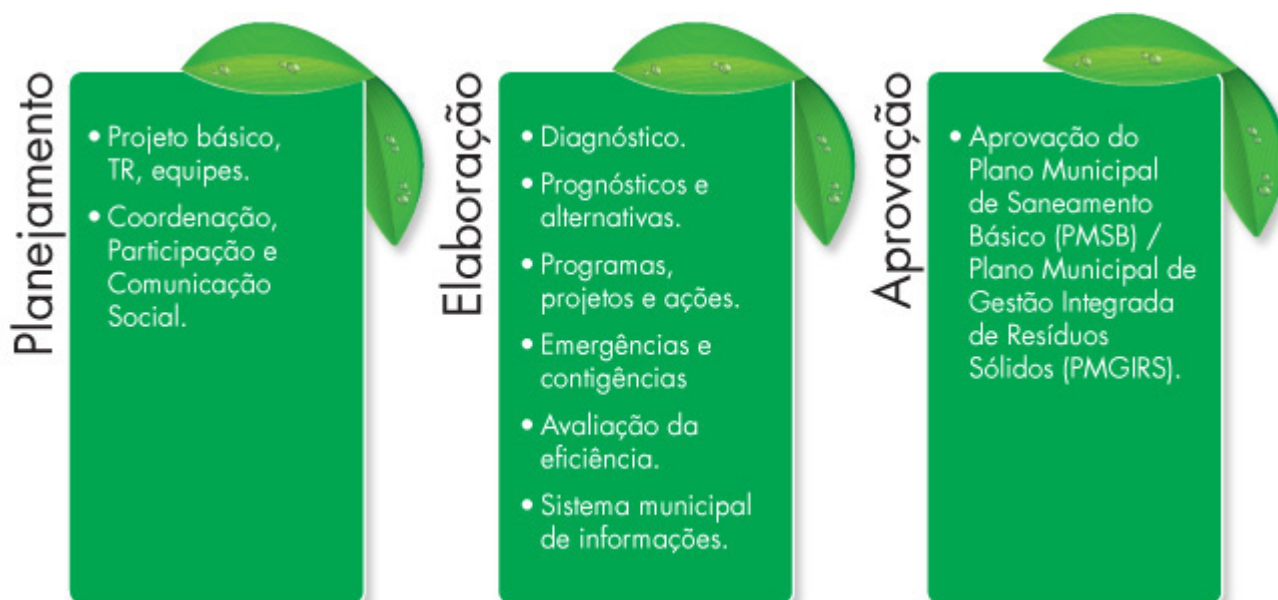 Planejamento
• Projeto básico,
TR, equipes.
• Coordenação,
Participação e
Comunicação
Social.
Elaboração
• Diagnóstico.
• Prognósticos e
alternativas.
• Programas,
projetos e ações.
• Emergências e
contigências
• Avaliação da
eficiência.
• Sistema municipal
de informações.
Aprovação
• Aprovação do
Plano Municipal
de Saneamento
Básico (PMSB) /
Plano Municipal de
Gestão Integrada
de Resíduos
Sólidos (PMGIRS).